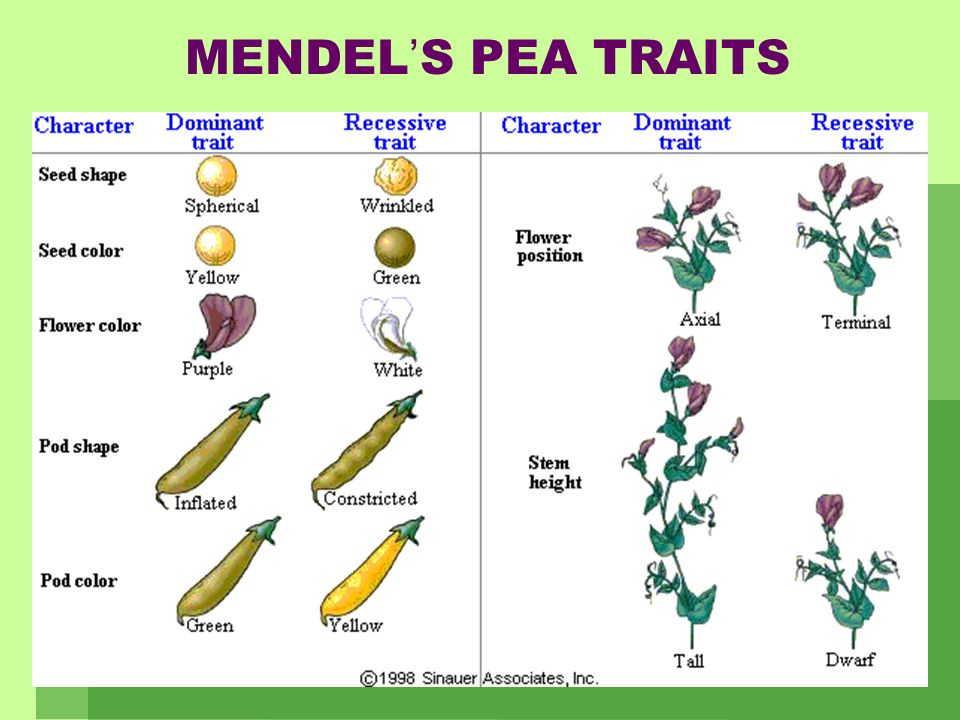 MENDEL’S PEA TRAITS
Character Dominant trait Recessive trait
Seed shape
Spherical Wrinkled
Seed color
Yellow Green
Flower color
Purple White
Pod shape
Inflated Constricted
Pod color
Green Yellow
Character Dominant trait Recessive trait
Flower position
Axial Terminal
Stem height
Tall Dwarf
©1998 Sinauer Associates, Inc.